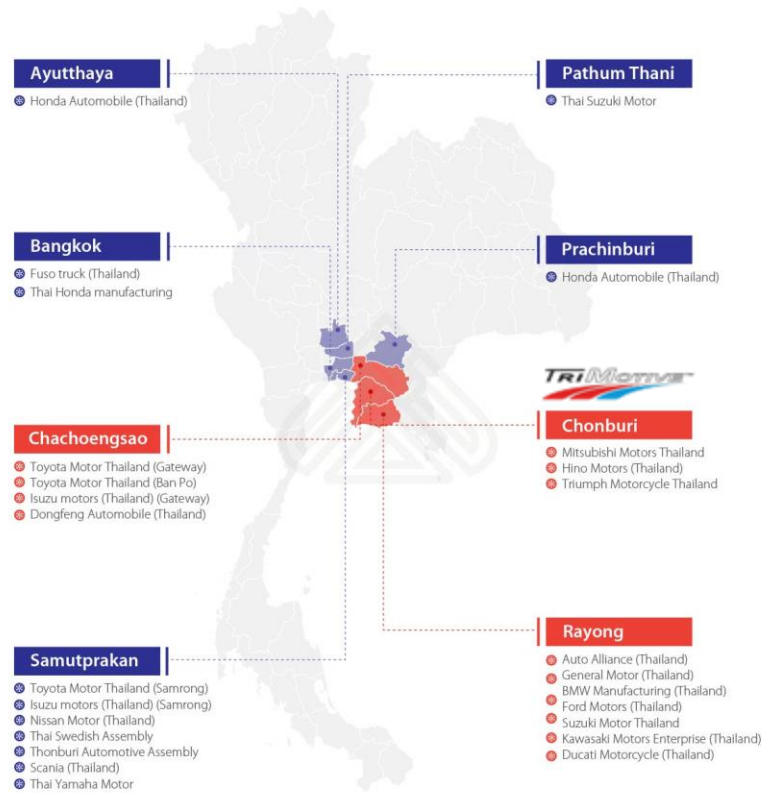 Ayutthaya
Honda Automobile (Thailand)
Pathum Thani
Thai Suzuki Motor
Bangkok
Fuso truck (Thailand)
Thai Honda manufacturing
Prachinburi
Honda Automobile (Thailand)
TRIMOTIVE
Chachoengsao
Toyota Motor Thailand (Gateway)
Toyota Motor Thailand (Ban Po)
Isuzu motors (Thailand) (Gateway)
Dongfeng Automobile (Thailand)
Chonburi
Mitsubishi Motors Thailand
Hino Motors (Thailand)
Triumph Motorcycle Thailand
Samutprakan
Toyota Motor Thailand (Samrong)
Isuzu motors (Thailand) (Samrong)
Nissan Motor (Thailand)
Thai Swedish Assembly
Thonburi Automotive Assembly
Scania (Thailand)
Thai Yamaha Motor
Rayong
Auto Alliance (Thailand)
General Motor (Thailand)
BMW Manufacturing (Thailand)
Ford Motors (Thailand)
Suzuki Motor Thailand
Kawasaki Motors Enterprise (Thailand)
Ducati Motorcycle (Thailand)